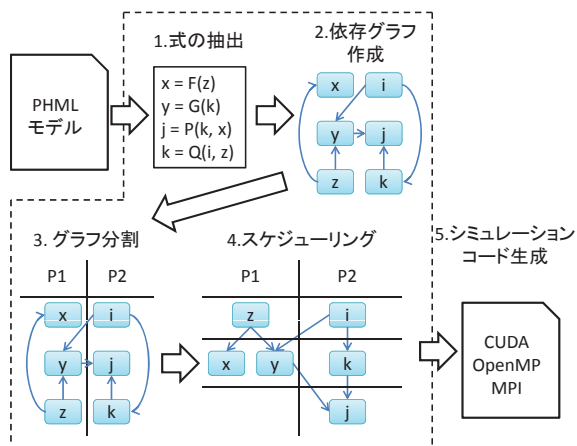 1.式の抽出
2.依存グラフ
作成
PHML
モデル
x = F(z)
y = G(k)
j = P(k, x)
k = Q(i, z)
x
i
y
j
z
k
3. グラフ分割
4.スケジューリング
5.シミュレーション
コード生成
P1
P2
x
i
y
j
z
k
P1
P2
z
i
x
y
k
j
CUDA
OpenMP
MPI